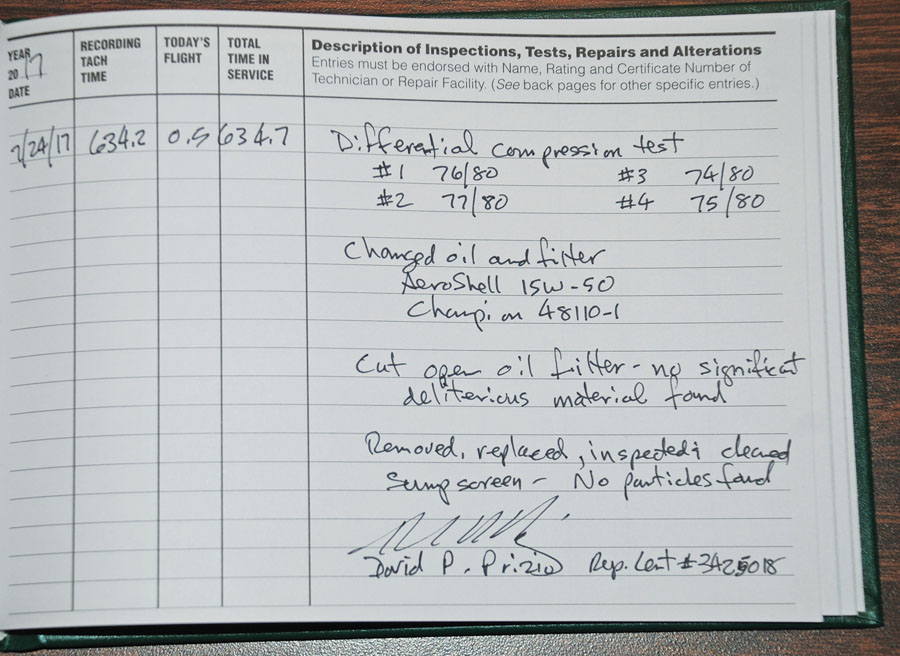 YEAR
2017
DATE
RECORDING
TACH
TIME
TODAY'S
FLIGHT
TOTAL
TIME IN
SERVICE
Description of Inspections, Tests, Repairs and Alterations
Entries must be endorsed with Name, Rating and Certificate Number of
Technician or Repair Facility. (See back pages for other specific entries.)
7/24/17 634.2 0.5 634.7 Differential compression test
#1 76/80 #3 74/80
#2 77/80 #4 75/80
Changed oil and filter
AeroShell 15W-50
Champion 48110-1
Cut open oil filter - no significat
deliterious material found
Removed, replaced, inspected & cleaned
Sump screen - No particles found
David P. Prizio Rep. Cert # 3425018